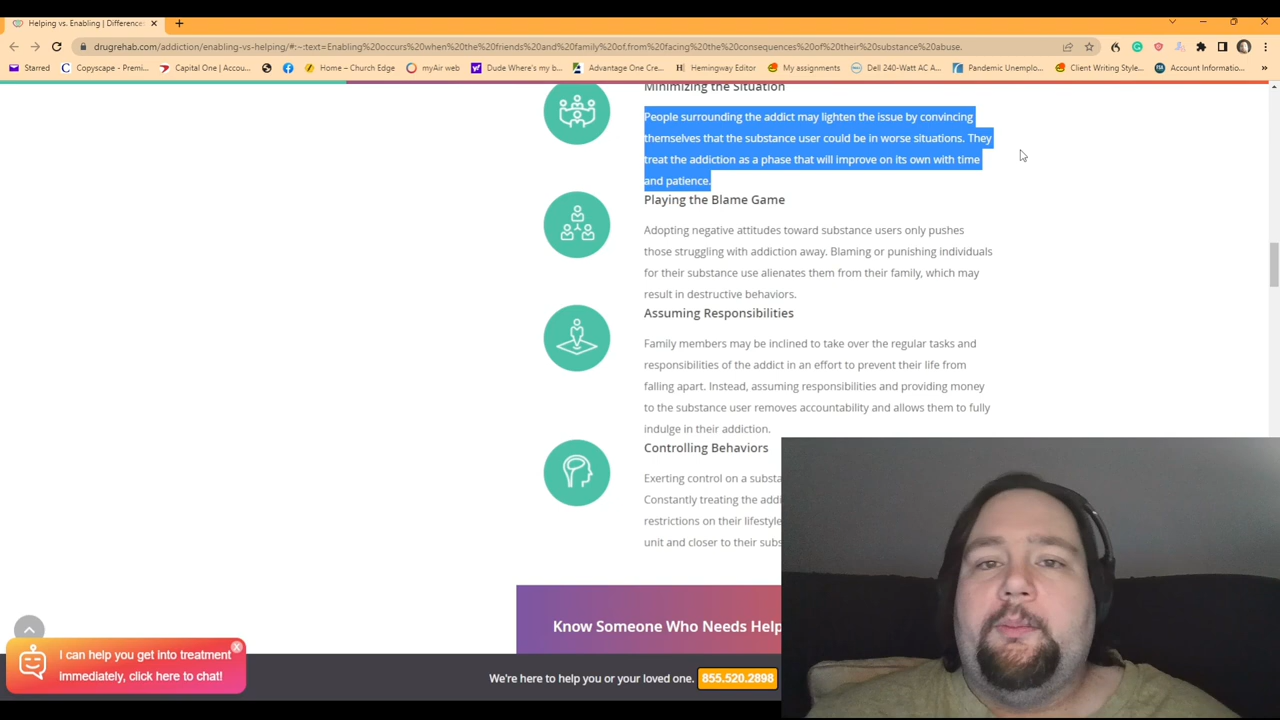 Helping vs. Enabling | Difference
drugrehab.com/addiction/enabling-vs-helping/#:~:text=Enabling%20occurs%20when%20the%20friends%20and%20family%20of,from%20facing%20the%20consequences%20of%20their%20substance%20abuse.
Starred Copyscape - Premi... Capital One | Accou... Home – Church Edge myAir web Dude Where's my b... Advantage One Cre... Hemingway Editor My assignments Dell 240-Watt AC A... Pandemic Unemplo... Client Writing Style... Account Informatio... »
Minimizing the Situation
People surrounding the addict may lighten the issue by convincing
themselves that the substance user could be in worse situations. They
treat the addiction as a phase that will improve on its own with time
and patience.
Playing the Blame Game
Adopting negative attitudes toward substance users only pushes
those struggling with addiction away. Blaming or punishing individuals
for their substance use alienates them from their family, which may
result in destructive behaviors.
Assuming Responsibilities
Family members may be inclined to take over the regular tasks and
responsibilities of the addict in an effort to prevent their life from
falling apart. Instead, assuming responsibilities and providing money
to the substance user removes accountability and allows them to fully
indulge in their addiction.
Controlling Behaviors
Exerting control on a substa
Constantly treating the addi
restrictions on their lifestyle
unit and closer to their subs
Know Someone Who Needs Help
I can help you get into treatment
immediately, click here to chat!
We're here to help you or your loved one. 855.520.2898